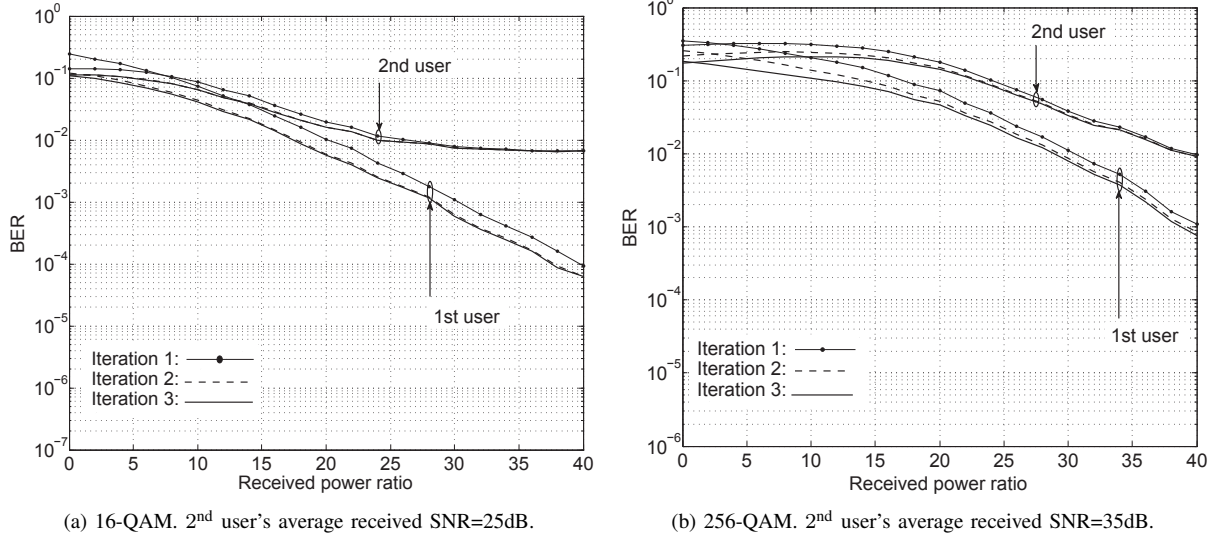 10^0
10^-1
10^-2
10^-3
10^-4
10^-5
10^-6
10^-7
BER
2nd user
1st user
Iteration 1:
Iteration 2:
Iteration 3:
0 5 10 15 20 25 30 35 40
Received power ratio
(a) 16-QAM. 2nd user's average received SNR=25dB.
10^0
10^-1
10^-2
10^-3
10^-4
10^-5
10^-6
BER
2nd user
1st user
Iteration 1:
Iteration 2:
Iteration 3:
0 5 10 15 20 25 30 35 40
Received power ratio
(b) 256-QAM. 2nd user's average received SNR=35dB.